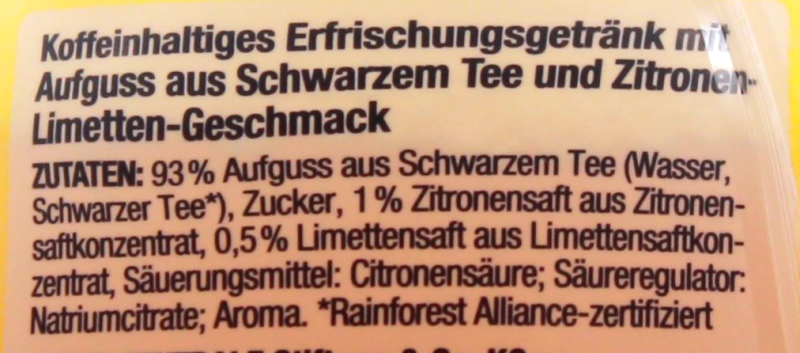 Koffeinhaltiges Erfrischungsgetränk mit
Aufguss aus Schwarzem Tee und Zitronen-
Limetten-Geschmack
ZUTATEN: 93% Aufguss aus Schwarzem Tee (Wasser,
Schwarzer Tee*), Zucker, 1% Zitronensaft aus Zitronen-
saftkonzentrat, 0,5% Limettensaft aus Limettensaftkon-
zentrat, Säuerungsmittel: Citronensäure; Säureregulator:
Natriumcitrate; Aroma. *Rainforest Alliance-zertifiziert